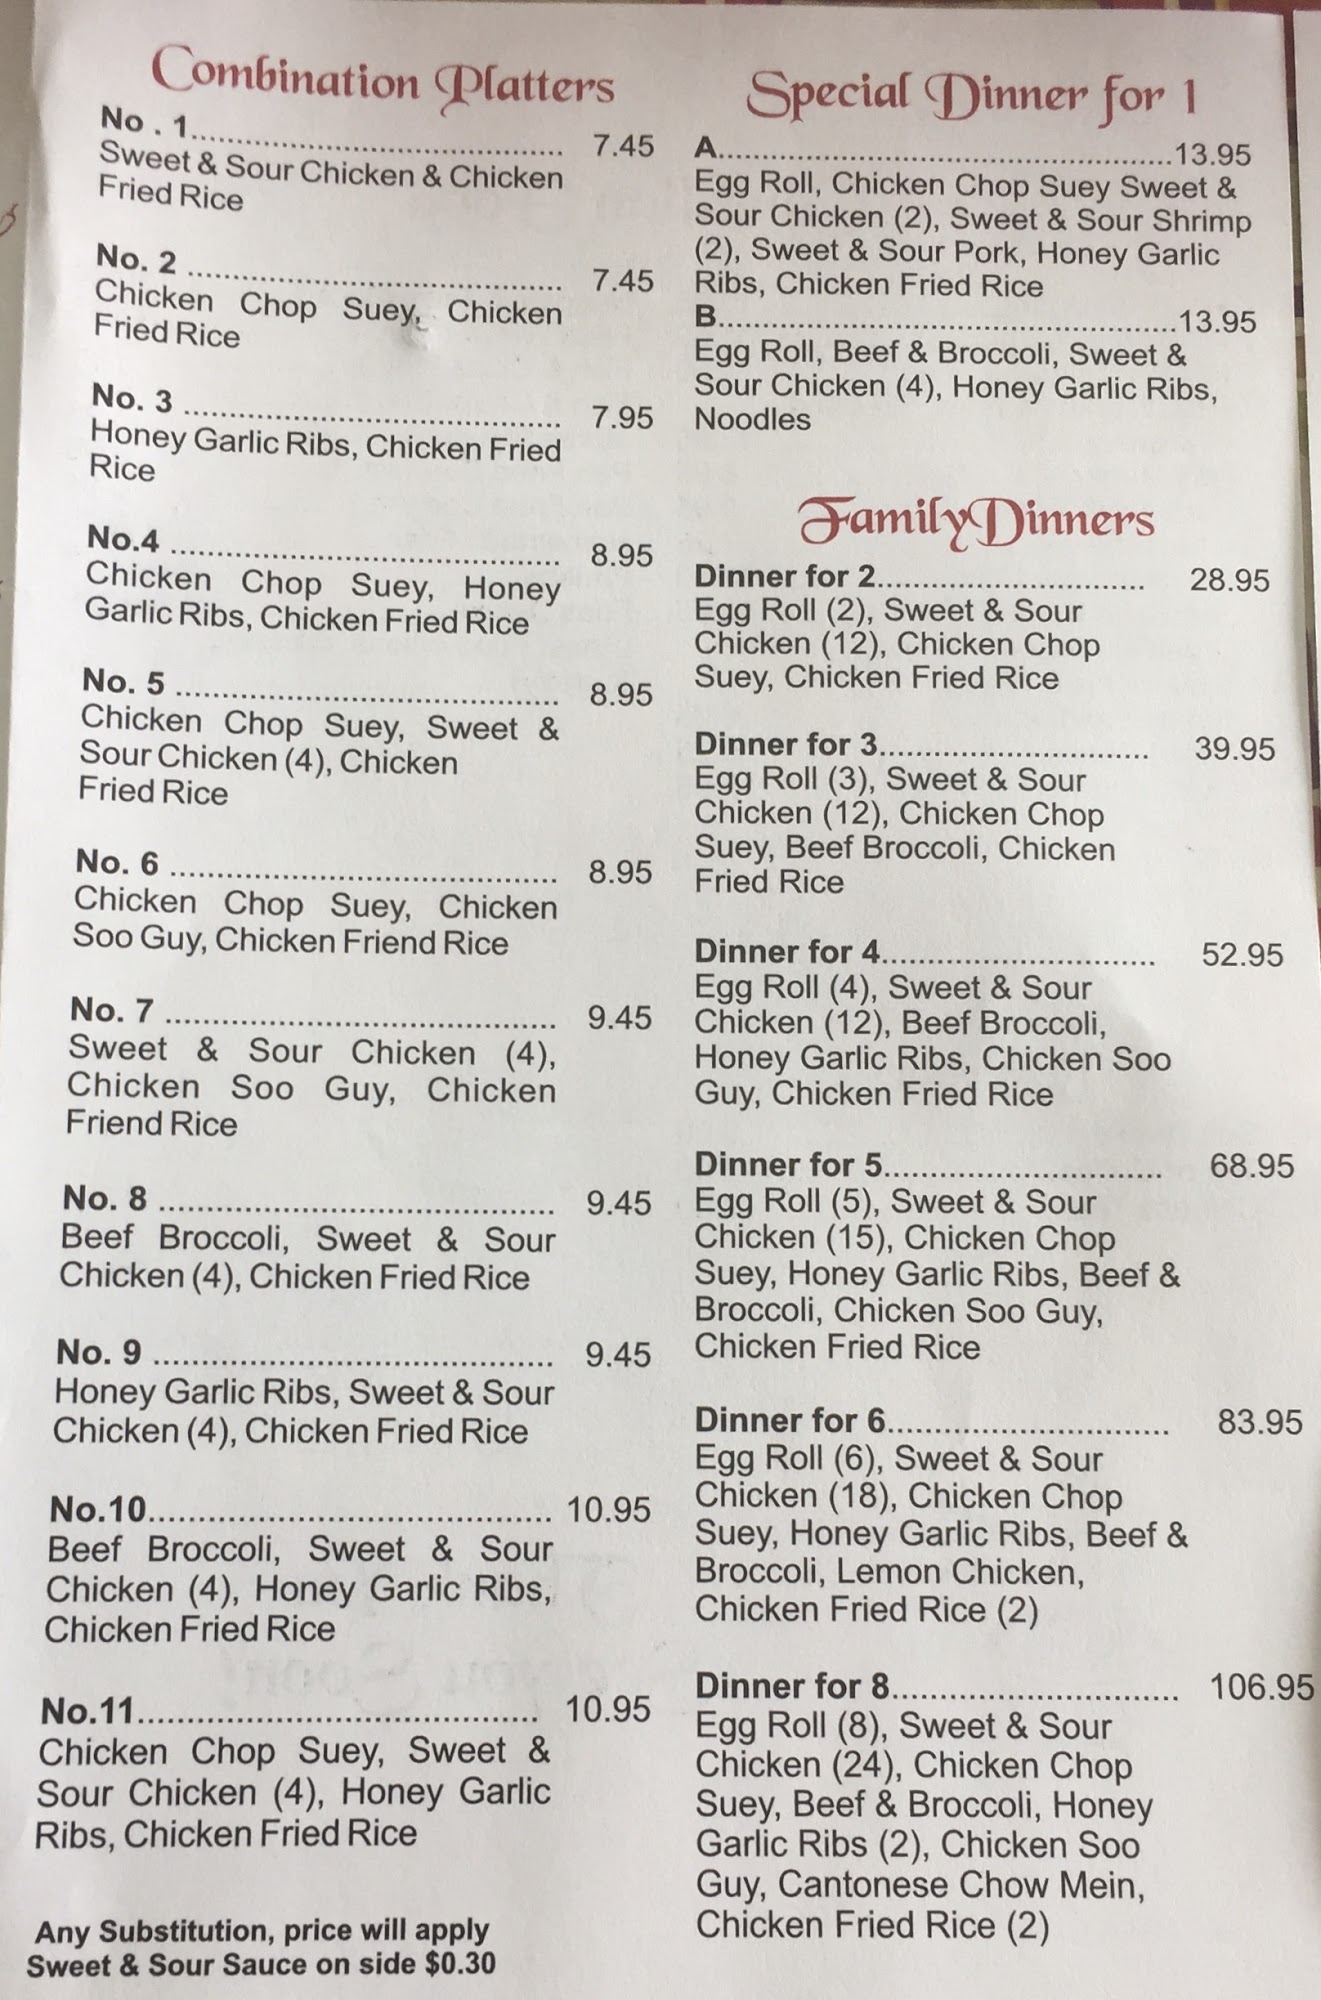 Combination Platters
No . 1........................................ 7.45
Sweet & Sour Chicken & Chicken
Fried Rice
No. 2 ........................................ 7.45
Chicken Chop Suey, Chicken
Fried Rice
No. 3 ........................................ 7.95
Honey Garlic Ribs, Chicken Fried
Rice
No.4 ......................................... 8.95
Chicken Chop Suey, Honey
Garlic Ribs, Chicken Fried Rice
No. 5 ........................................ 8.95
Chicken Chop Suey, Sweet &
Sour Chicken (4), Chicken
Fried Rice
No. 6 ......................................... 8.95
Chicken Chop Suey, Chicken
Soo Guy, Chicken Friend Rice
No. 7 ......................................... 9.45
Sweet & Sour Chicken (4),
Chicken Soo Guy, Chicken
Friend Rice
No. 8 ......................................... 9.45
Beef Broccoli, Sweet & Sour
Chicken (4), Chicken Fried Rice
No. 9 ......................................... 9.45
Honey Garlic Ribs, Sweet & Sour
Chicken (4), Chicken Fried Rice
No.10......................................... 10.95
Beef Broccoli, Sweet & Sour
Chicken (4), Honey Garlic Ribs,
Chicken Fried Rice
No.11......................................... 10.95
Chicken Chop Suey, Sweet &
Sour Chicken (4), Honey Garlic
Ribs, Chicken Fried Rice
Any Substitution, price will apply
Sweet & Sour Sauce on side $0.30
Special Dinner for 1
A..................................................13.95
Egg Roll, Chicken Chop Suey Sweet &
Sour Chicken (2), Sweet & Sour Shrimp
(2), Sweet & Sour Pork, Honey Garlic
Ribs, Chicken Fried Rice
B..................................................13.95
Egg Roll, Beef & Broccoli, Sweet &
Sour Chicken (4), Honey Garlic Ribs,
Noodles
Family Dinners
Dinner for 2............................. 28.95
Egg Roll (2), Sweet & Sour
Chicken (12), Chicken Chop
Suey, Chicken Fried Rice
Dinner for 3............................. 39.95
Egg Roll (3), Sweet & Sour
Chicken (12), Chicken Chop
Suey, Beef Broccoli, Chicken
Fried Rice
Dinner for 4............................. 52.95
Egg Roll (4), Sweet & Sour
Chicken (12), Beef Broccoli,
Honey Garlic Ribs, Chicken Soo
Guy, Chicken Fried Rice
Dinner for 5............................. 68.95
Egg Roll (5), Sweet & Sour
Chicken (15), Chicken Chop
Suey, Honey Garlic Ribs, Beef &
Broccoli, Chicken Soo Guy,
Chicken Fried Rice
Dinner for 6............................. 83.95
Egg Roll (6), Sweet & Sour
Chicken (18), Chicken Chop
Suey, Honey Garlic Ribs, Beef &
Broccoli, Lemon Chicken,
Chicken Fried Rice (2)
Dinner for 8............................. 106.95
Egg Roll (8), Sweet & Sour
Chicken (24), Chicken Chop
Suey, Beef & Broccoli, Honey
Garlic Ribs (2), Chicken Soo
Guy, Cantonese Chow Mein,
Chicken Fried Rice (2)